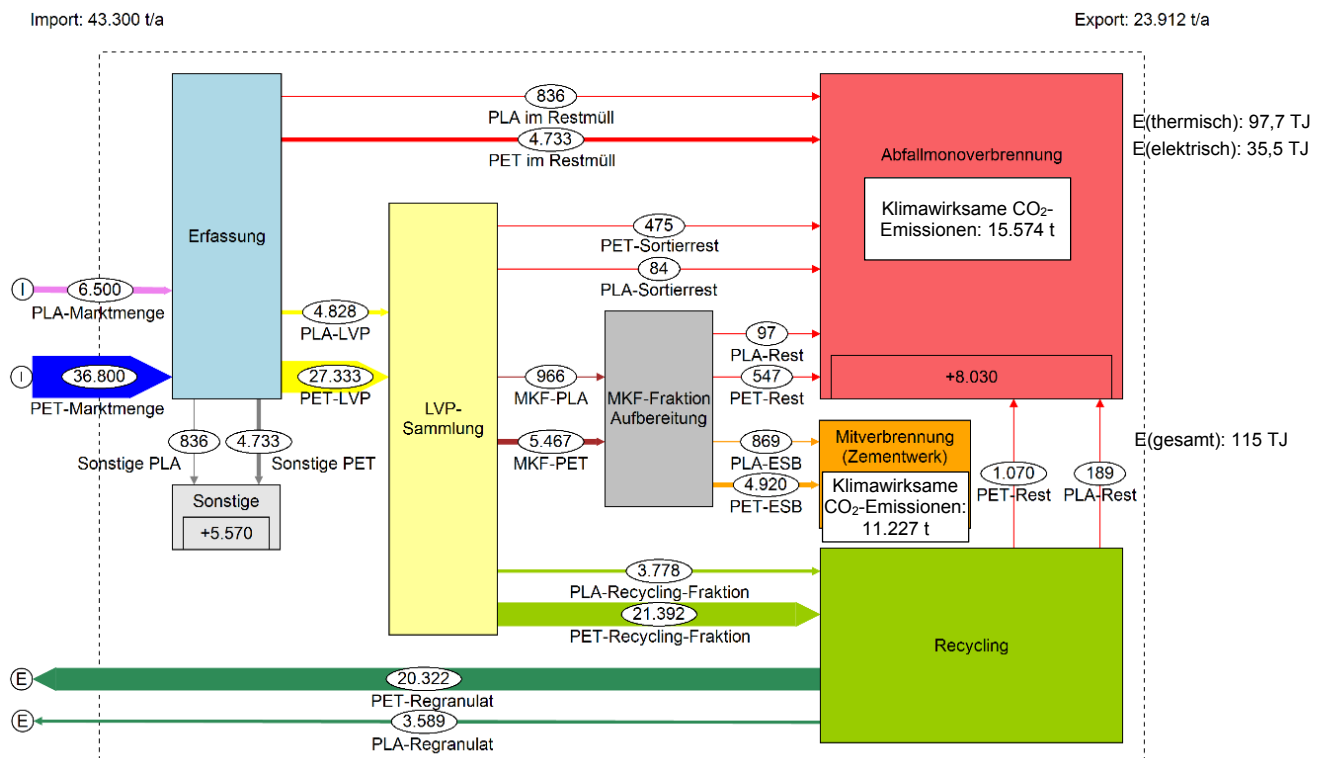 Import: 43.300 t/a
Export: 23.912 t/a
836
PLA im Restmüll
4.733
PET im Restmüll
E(thermisch): 97,7 TJ
E(elektrisch): 35,5 TJ
Abfallmonoverbrennung
Klimawirksame CO₂-
Emissionen: 15.574 t
Erfassung
475
PET-Sortierrest
84
PLA-Sortierrest
I
6.500
PLA-Marktmenge
4.828
PLA-LVP
97
PLA-Rest
I
36.800
PET-Marktmenge
27.333
PET-LVP
966
MKF-PLA
MKF-Fraktion
Aufbereitung
547
PET-Rest
+8.030
LVP-
Sammlung
836
Sonstige PLA
4.733
Sonstige PET
5.467
MKF-PET
869
PLA-ESB
4.920
PET-ESB
Mitverbrennung
(Zementwerk)
Klimawirksame
CO₂-Emissionen:
11.227 t
E(gesamt): 115 TJ
1.070
PET-Rest
189
PLA-Rest
Sonstige
+5.570
3.778
PLA-Recycling-Fraktion
21.392
PET-Recycling-Fraktion
Recycling
E
20.322
PET-Regranulat
E
3.589
PLA-Regranulat